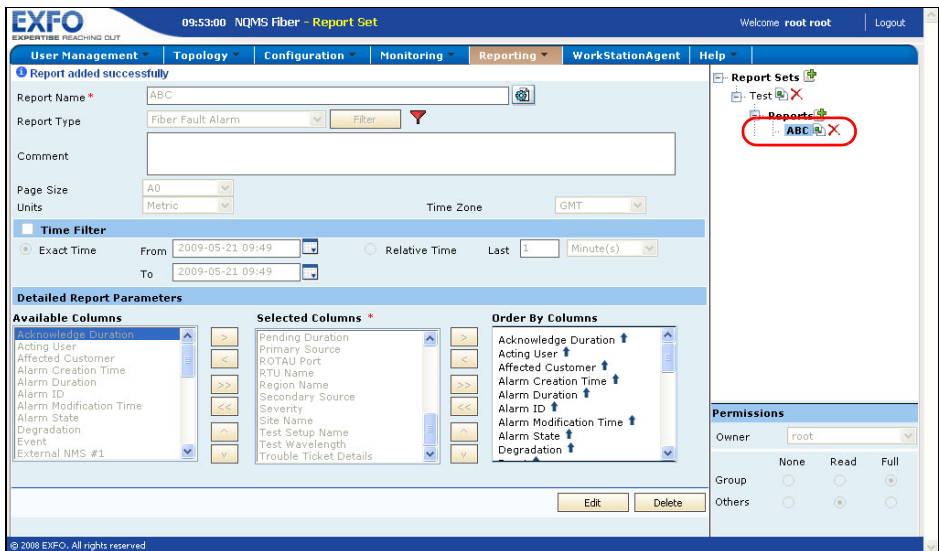 EXFO
EXPERTISE REACHING OUT
09:53:00 NQMS Fiber - Report Set
Welcome root root
Logout
User Management
Topology
Configuration
Monitoring
Reporting
WorkStationAgent
Help
Report added successfully
Report Name *
ABC
Report Type
Fiber Fault Alarm
Filter
Comment
Page Size
A0
Units
Metric
Time Zone
GMT
Time Filter
Exact Time
From
2009-05-21 09:49
Relative Time
Last
1
Minute(s)
To
2009-05-21 09:49
Detailed Report Parameters
Available Columns
Acknowledge Duration
Acting User
Affected Customer
Alarm Creation Time
Alarm Duration
Alarm ID
Alarm Modification Time
Alarm State
Degradation
Event
External NMS #1
>
<
>>
<<
^
v
Selected Columns *
Pending Duration
Primary Source
ROTAU Port
RTU Name
Region Name
Secondary Source
Severity
Site Name
Test Setup Name
Test Wavelength
Trouble Ticket Details
>
<
>>
<<
^
v
Order By Columns
Acknowledge Duration
Acting User
Affected Customer
Alarm Creation Time
Alarm Duration
Alarm ID
Alarm Modification Time
Alarm State
Degradation
Edit
Delete
Report Sets
Test
Reports
ABC
Permissions
Owner
root
None
Read
Full
Group
Others
© 2008 EXFO. All rights reserved